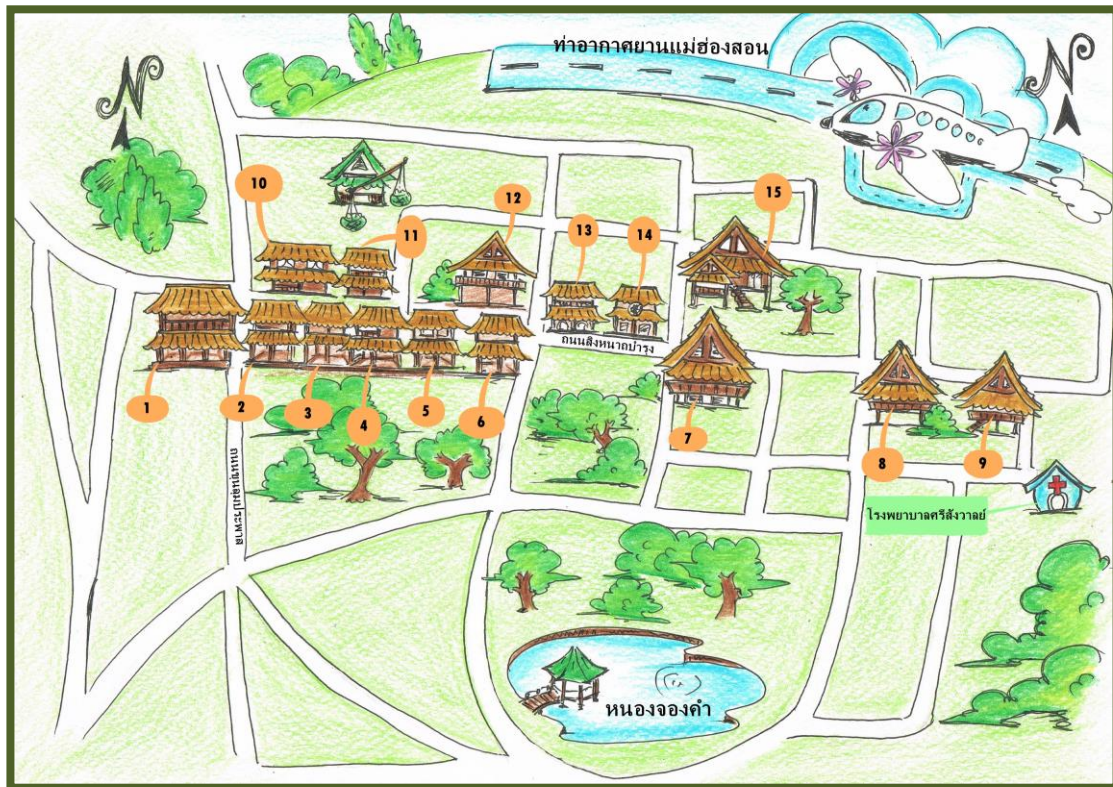 ท่าอากาศยานแม่ฮ่องสอน
N
N
10
11
12
13
14
15
ถนนสิงหนาทบำรุง
1
2
3
4
5
6
7
8
9
ถนนขุนลุมประพาส
โรงพยาบาลศรีสังวาลย์
หนองจองคำ